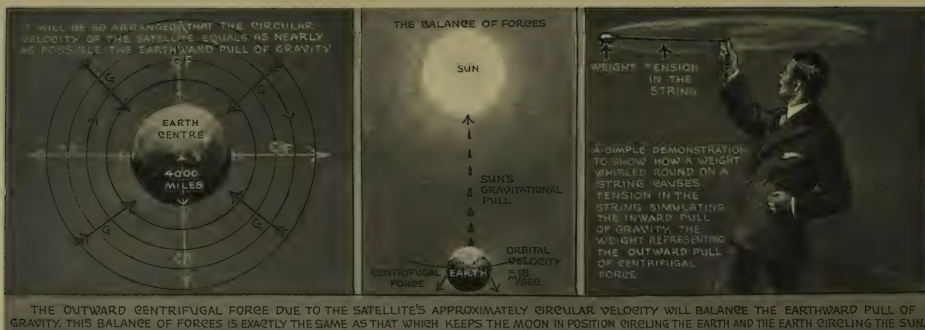 IT WILL BE SO ARRANGED THAT THE CIRCULAR
VELOCITY OF THE SATELLITE EQUALS AS NEARLY
AS POSSIBLE THE EARTHWARD PULL OF GRAVITY
C.F.
G
G
EARTH
CENTRE
C.F.
4000
MILES
G
G
THE BALANCE OF FORCES
SUN
SUN'S
GRAVITATIONAL
PULL
ORBITAL
VELOCITY
= 18
M/SEC.
CENTRIFUGAL
FORCE
EARTH
WEIGHT
TENSION
IN THE
STRING
A SIMPLE DEMONSTRATION
TO SHOW HOW A WEIGHT
WHIRLED ROUND ON A
STRING CAUSES
TENSION IN THE
STRING SIMULATING
THE INWARD PULL
OF GRAVITY, THE
WEIGHT REPRESENTING
THE OUTWARD PULL
OF CENTRIFUGAL
FORCE
THE OUTWARD CENTRIFUGAL FORCE DUE TO THE SATELLITE'S APPROXIMATELY CIRCULAR VELOCITY WILL BALANCE THE EARTHWARD PULL OF
GRAVITY. THIS BALANCE OF FORCES IS EXACTLY THE SAME AS THAT WHICH KEEPS THE MOON IN POSITION CIRCLING THE EARTH AND THE EARTH CIRCLING THE SUN.